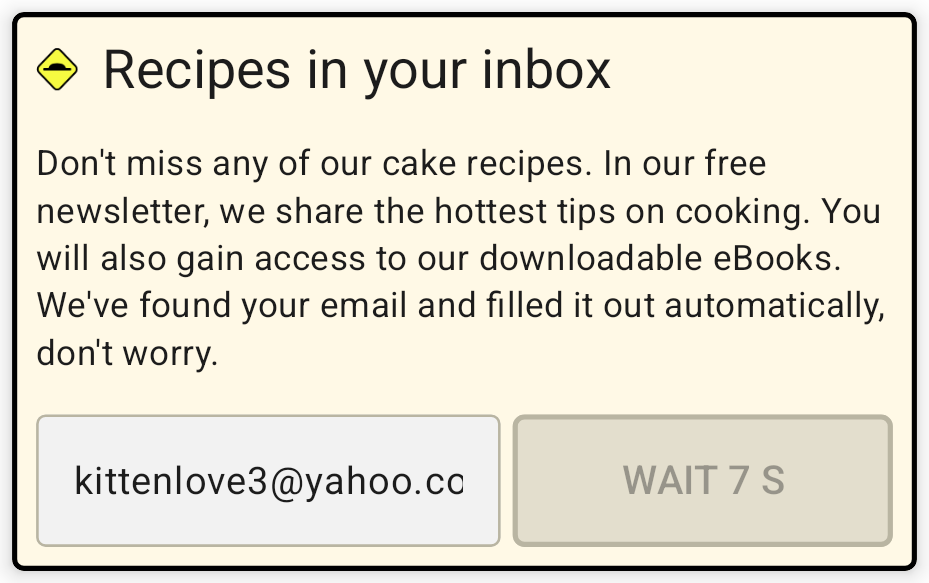 Recipes in your inbox
Don't miss any of our cake recipes. In our free
newsletter, we share the hottest tips on cooking. You
will also gain access to our downloadable eBooks.
We've found your email and filled it out automatically,
don't worry.
kittenlove3@yahoo.co
WAIT 7 S